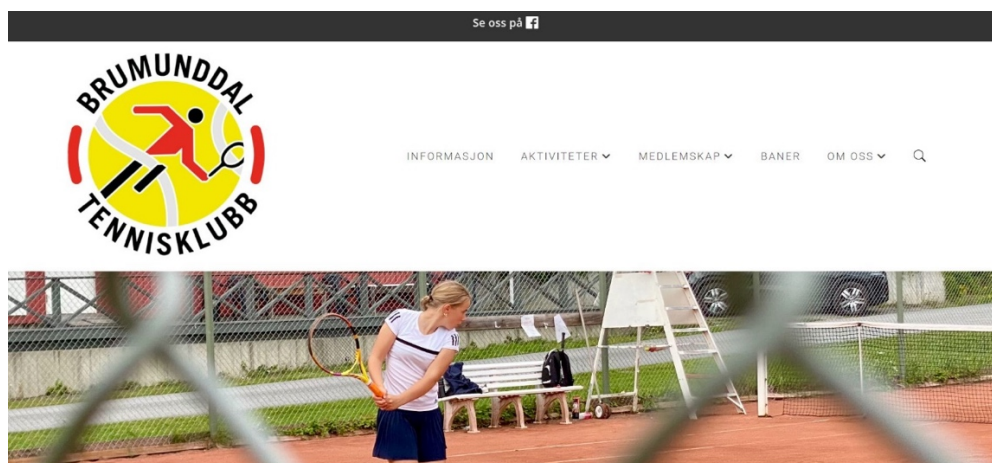 Se oss på
BRUMUNDDAL
TENNISKLUBB
INFORMASJON AKTIVITETER MEDLEMSKAP BANER OM OSS